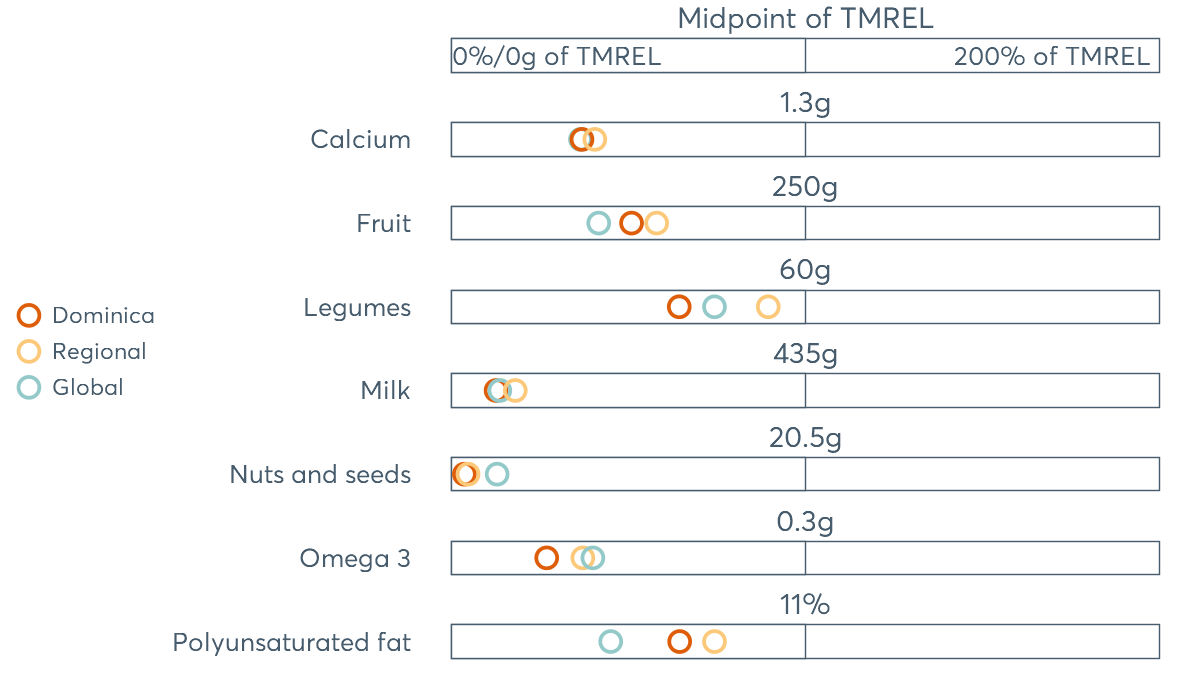 Midpoint of TMREL
0%/0g of TMREL
200% of TMREL
1.3g
Calcium
250g
Fruit
60g
Legumes
435g
Milk
20.5g
Nuts and seeds
0.3g
Omega 3
11%
Polyunsaturated fat
Dominica
Regional
Global